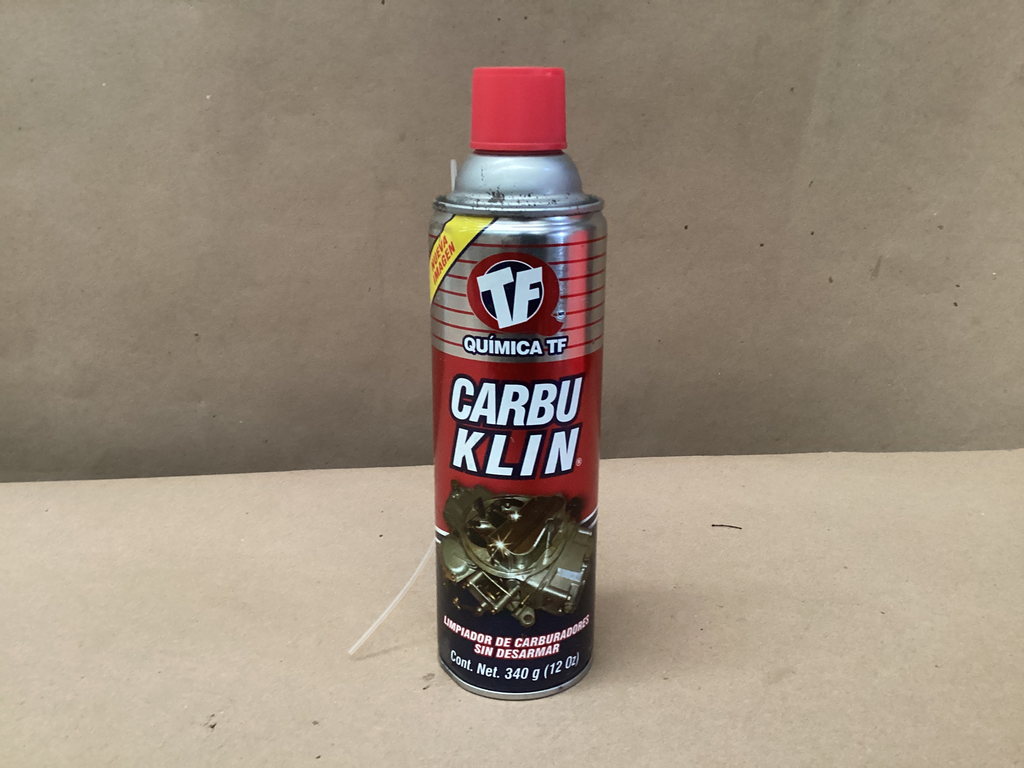 NUEVA
IMAGEN
TF
QUÍMICA TF
CARBU
KLIN®
LIMPIADOR DE CARBURADORES
SIN DESARMAR
Cont. Net. 340 g (12 Oz)